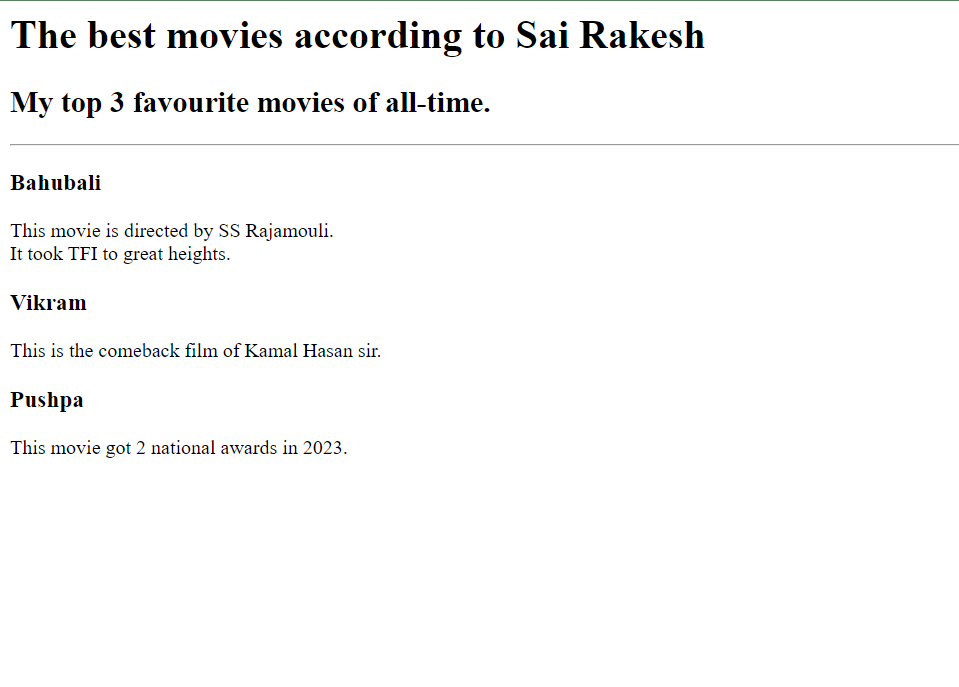 The best movies according to Sai Rakesh
My top 3 favourite movies of all-time.
Bahubali
This movie is directed by SS Rajamouli.
It took TFI to great heights.
Vikram
This is the comeback film of Kamal Hasan sir.
Pushpa
This movie got 2 national awards in 2023.